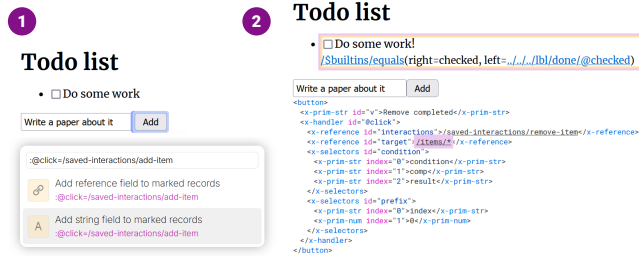 1
Todo list
Do some work
Write a paper about it Add
:@click=/saved-interactions/add-item
Add reference field to marked records
:@click=/saved-interactions/add-item
A Add string field to marked records
:@click=/saved-interactions/add-item
2
Todo list
Do some work!
/$builtins/equals(right=checked, left=../../../lbl/done/@checked)
Write a paper about it Add
<button>
<x-prim-str id="v">Remove completed</x-prim-str>
<x-handler id="@click">
<x-reference id="interactions">/saved-interactions/remove-item</x-reference>
<x-reference id="target">/items/*</x-reference>
<x-selectors id="condition">
<x-prim-str index="0">condition</x-prim-str>
<x-prim-str index="1">comp</x-prim-str>
<x-prim-str index="2">result</x-prim-str>
</x-selectors>
<x-selectors id="prefix">
<x-prim-str index="0">index</x-prim-str>
<x-prim-num index="1">0</x-prim-num>
</x-selectors>
</x-handler>
</button>